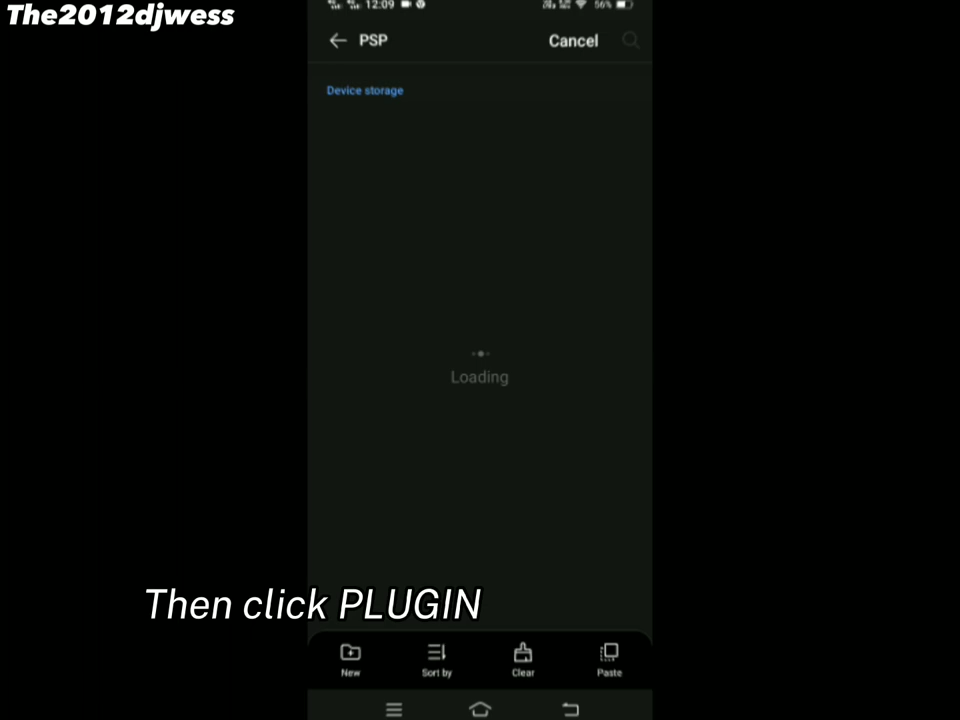 The2012djwess
12:09
56%
PSP
Cancel
Device storage
Loading
Then click PLUGIN
New
Sort by
Clear
Paste